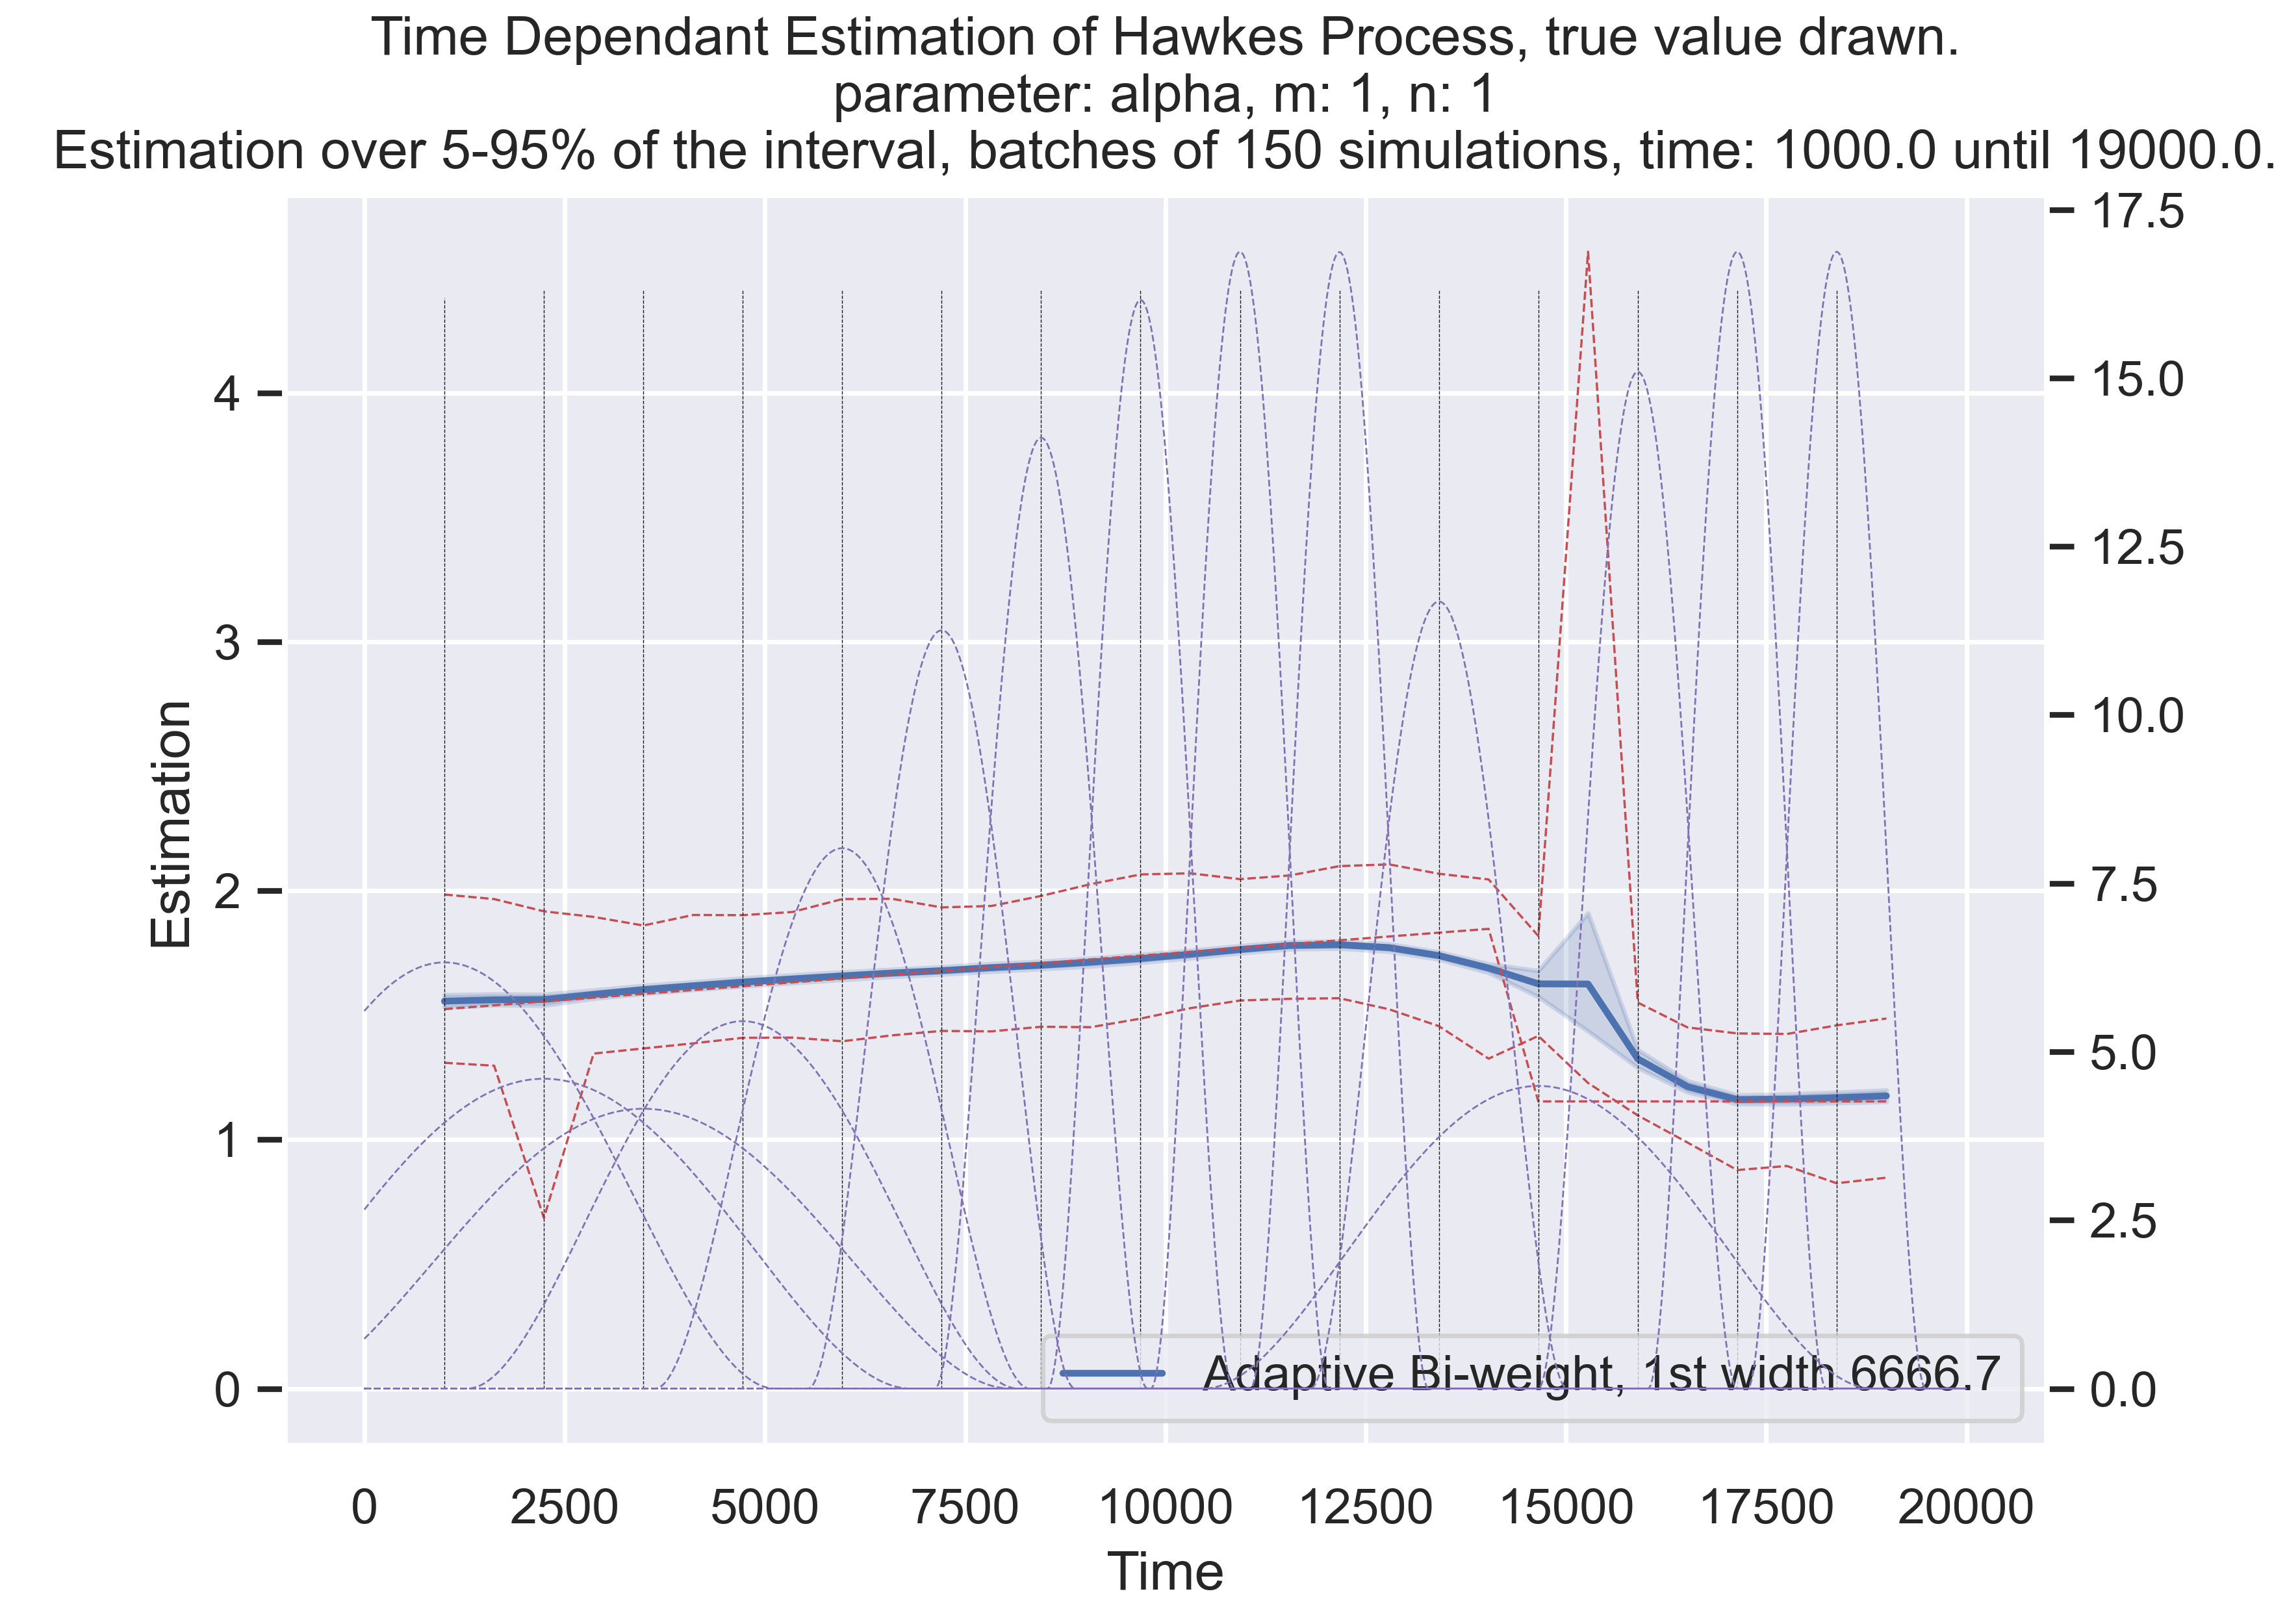 Time Dependant Estimation of Hawkes Process, true value drawn.
parameter: alpha, m: 1, n: 1
Estimation over 5-95% of the interval, batches of 150 simulations, time: 1000.0 until 19000.0.
17.5
15.0
12.5
10.0
7.5
5.0
2.5
0.0
4
3
2
1
0
Estimation
Adaptive Bi-weight, 1st width 6666.7
0 2500 5000 7500 10000 12500 15000 17500 20000
Time